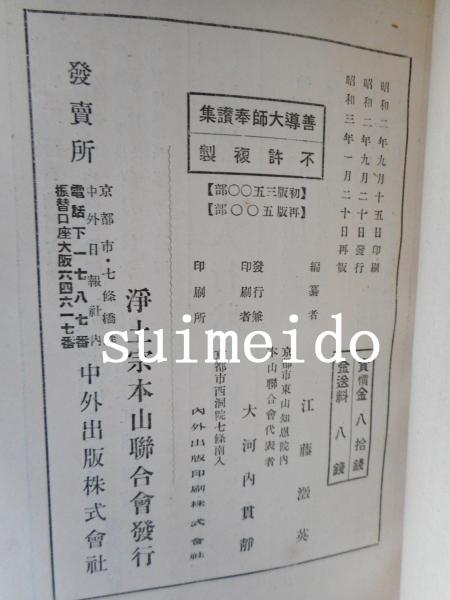 昭和二年九月十五日印刷
昭和二年九月二十日發行
昭和三年一月二十日再版
善導大師奉讃集
不許複製
【初版三五〇〇部】
【再版五〇〇部】
價金八拾錢
金送料八錢
編纂者
江藤澂英
發行兼印刷者
京都市東山知恩院内
本山聯合會代表者
大河内貫靜
印刷所
京都市西洞院七條南入
内外出版印刷株式會社
淨土宗本山聯合會發行
發賣所
京都市・七條橋
中外日報社内
中外出版株式會社
電話下一七八七番
振替口座大阪六四六一七番
suimeido